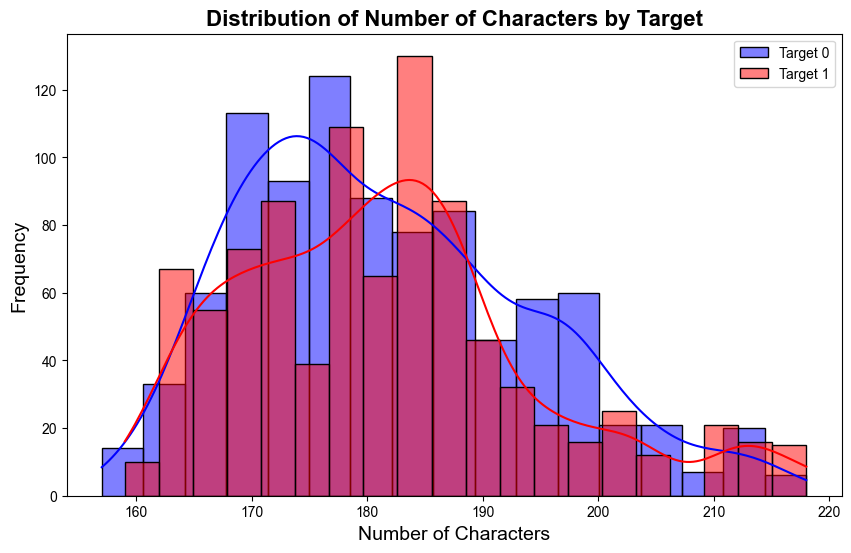 Distribution of Number of Characters by Target
Target 0
Target 1
Frequency
120
100
80
60
40
20
0
160 170 180 190 200 210 220
Number of Characters